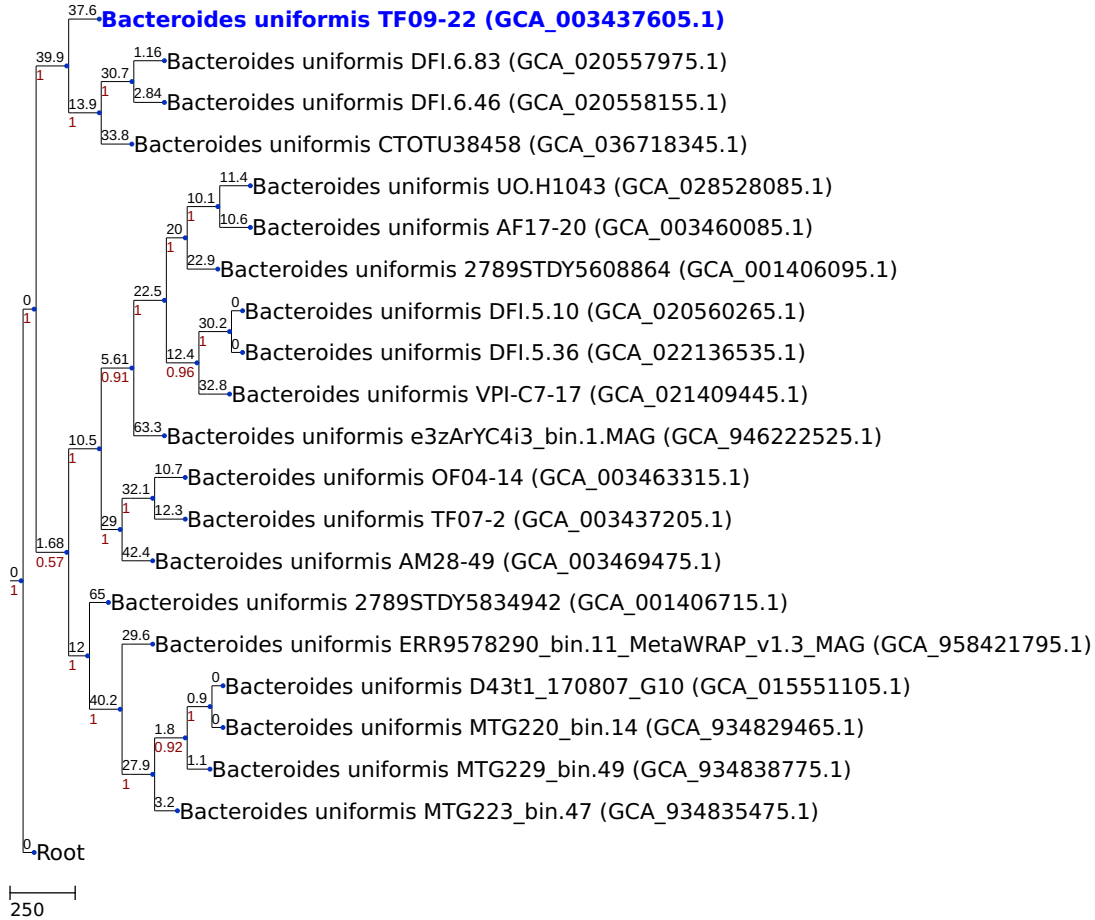 37.6
Bacteroides uniformis TF09-22 (GCA_003437605.1)
39.9
1
1.16
Bacteroides uniformis DFI.6.83 (GCA_020557975.1)
30.7
1
2.84
Bacteroides uniformis DFI.6.46 (GCA_020558155.1)
13.9
1
33.8
Bacteroides uniformis CTOTU38458 (GCA_036718345.1)
11.4
Bacteroides uniformis UO.H1043 (GCA_028528085.1)
10.1
1
10.6
Bacteroides uniformis AF17-20 (GCA_003460085.1)
20
1
22.9
Bacteroides uniformis 2789STDY5608864 (GCA_001406095.1)
22.5
1
0
Bacteroides uniformis DFI.5.10 (GCA_020560265.1)
30.2
1
0
Bacteroides uniformis DFI.5.36 (GCA_022136535.1)
12.4
0.96
32.8
Bacteroides uniformis VPI-C7-17 (GCA_021409445.1)
5.61
0.91
63.3
Bacteroides uniformis e3zArYC4i3_bin.1.MAG (GCA_946222525.1)
10.5
1
10.7
Bacteroides uniformis OF04-14 (GCA_003463315.1)
32.1
1
12.3
Bacteroides uniformis TF07-2 (GCA_003437205.1)
29
1
42.4
Bacteroides uniformis AM28-49 (GCA_003469475.1)
0
1
1.68
0.57
65
Bacteroides uniformis 2789STDY5834942 (GCA_001406715.1)
12
1
29.6
Bacteroides uniformis ERR9578290_bin.11_MetaWRAP_v1.3_MAG (GCA_958421795.1)
40.2
1
0
Bacteroides uniformis D43t1_170807_G10 (GCA_015551105.1)
0.9
1
0
Bacteroides uniformis MTG220_bin.14 (GCA_934829465.1)
1.8
0.92
1.1
Bacteroides uniformis MTG229_bin.49 (GCA_934838775.1)
27.9
1
3.2
Bacteroides uniformis MTG223_bin.47 (GCA_934835475.1)
0
1
0
Root
250